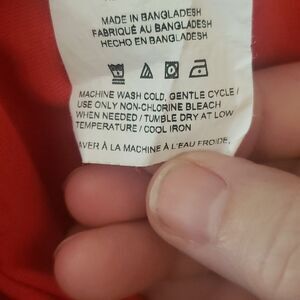 MADE IN BANGLADESH
FABRIQUÉ AU BANGLADESH
HECHO EN BANGLADESH
MACHINE WASH COLD, GENTLE CYCLE /
USE ONLY NON-CHLORINE BLEACH
WHEN NEEDED / TUMBLE DRY AT LOW
TEMPERATURE / COOL IRON
AVER À LA MACHINE À L'EAU FROIDE,